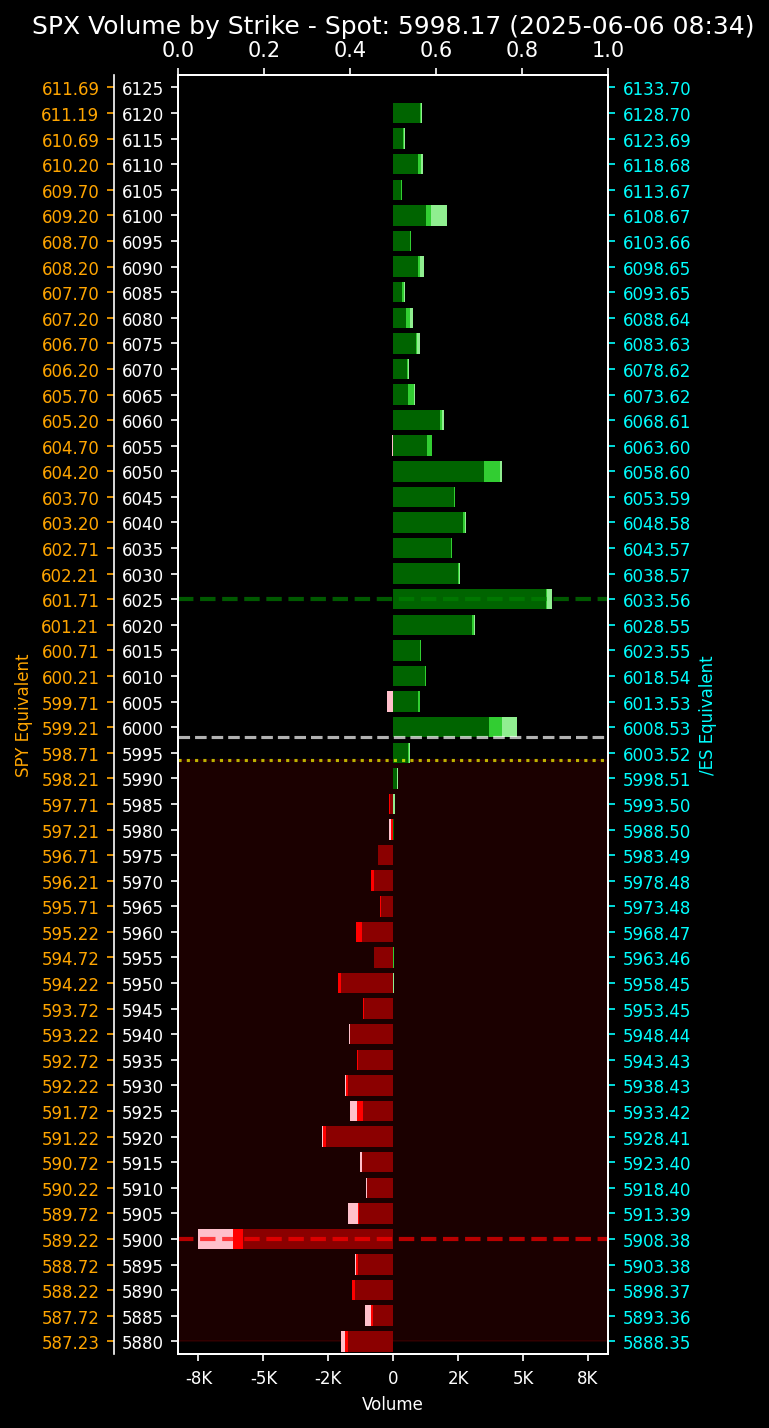 SPX Volume by Strike - Spot: 5998.17 (2025-06-06 08:34)
0.0 0.2 0.4 0.6 0.8 1.0
611.69 6125 6133.70
611.19 6120 6128.70
610.69 6115 6123.69
610.20 6110 6118.68
609.70 6105 6113.67
609.20 6100 6108.67
608.70 6095 6103.66
608.20 6090 6098.65
607.70 6085 6093.65
607.20 6080 6088.64
606.70 6075 6083.63
606.20 6070 6078.62
605.70 6065 6073.62
605.20 6060 6068.61
604.70 6055 6063.60
604.20 6050 6058.60
603.70 6045 6053.59
603.20 6040 6048.58
602.71 6035 6043.57
602.21 6030 6038.57
601.71 6025 6033.56
601.21 6020 6028.55
600.71 6015 6023.55
600.21 6010 6018.54
599.71 6005 6013.53
599.21 6000 6008.53
598.71 5995 6003.52
598.21 5990 5998.51
597.71 5985 5993.50
597.21 5980 5988.50
596.71 5975 5983.49
596.21 5970 5978.48
595.71 5965 5973.48
595.22 5960 5968.47
594.72 5955 5963.46
594.22 5950 5958.45
593.72 5945 5953.45
593.22 5940 5948.44
592.72 5935 5943.43
592.22 5930 5938.43
591.72 5925 5933.42
591.22 5920 5928.41
590.72 5915 5923.40
590.22 5910 5918.40
589.72 5905 5913.39
589.22 5900 5908.38
588.72 5895 5903.38
588.22 5890 5898.37
587.72 5885 5893.36
587.23 5880 5888.35
SPY Equivalent
/ES Equivalent
-8K -5K -2K 0 2K 5K 8K
Volume